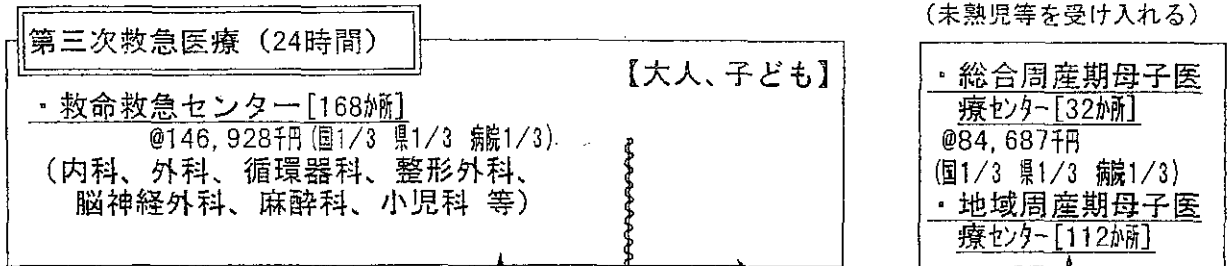 第三次救急医療（24時間）
【大人、子ども】
・救命救急センター[168か所]
@146,928千円(国1/3 県1/3 病院1/3)
（内科、外科、循環器科、整形外科、
脳神経外科、麻酔科、小児科 等）
（未熟児等を受け入れる）
・総合周産期母子医
療センター[32か所]
@84,687千円
(国1/3 県1/3 病院1/3)
・地域周産期母子医
療センター[112か所]